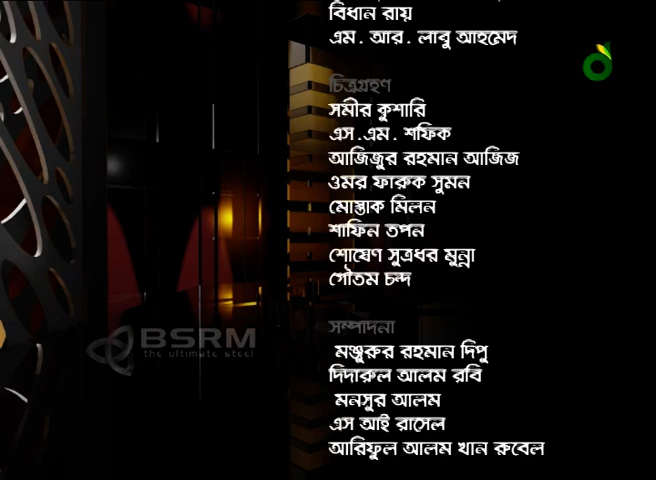 বিধান রায়
এম. আর. লাবু আহমেদ
চিত্রগ্রহণ
সমীর কুশারি
এস.এম. শফিক
আজিজুর রহমান আজিজ
ওমর ফারুক সুমন
মোস্তাক মিলন
শাফিন তপন
শোষেণ সুত্রধর মুন্না
গৌতম চন্দ
সম্পাদনা
মঞ্জুরুর রহমান দিপু
দিদারুল আলম রবি
মনসুর আলম
এস আই রাসেল
আরিফুল আলম খান রুবেল
BSRM
the ultimate steel